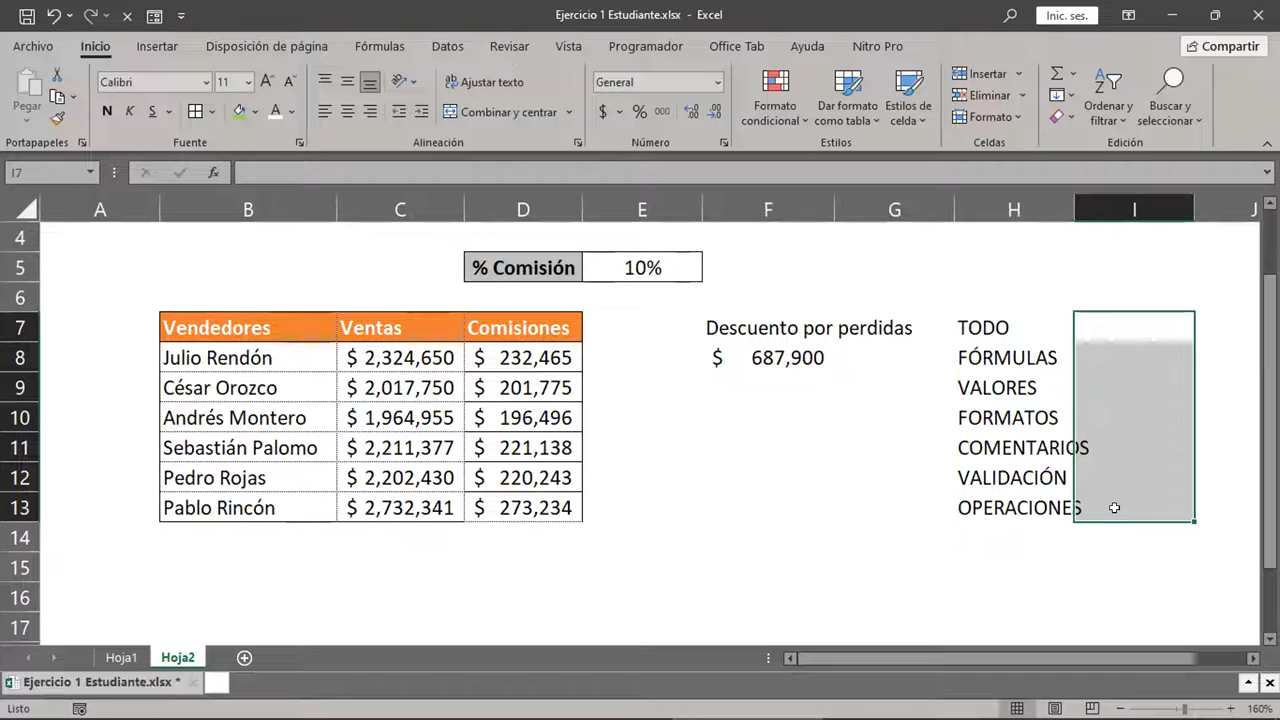 Ejercicio 1 Estudiante.xlsx - Excel
Inic. ses.
Archivo Inicio Insertar Disposición de página Fórmulas Datos Revisar Vista Programador Office Tab Ayuda Nitro Pro Compartir
Pegar
Calibri 11
N K S
Ajustar texto
Combinar y centrar
General
$ % 000
Formato condicional
Dar formato como tabla
Estilos de celda
Insertar
Eliminar
Formato
Ordenar y filtrar
Buscar y seleccionar
Portapapeles Fuente Alineación Número Estilos Celdas Edición
I7 fx
A B C D E F G H I J
4
5 % Comisión 10%
6
7 Vendedores Ventas Comisiones Descuento por perdidas TODO
8 Julio Rendón $ 2,324,650 $ 232,465 $ 687,900 FÓRMULAS
9 César Orozco $ 2,017,750 $ 201,775 VALORES
10 Andrés Montero $ 1,964,955 $ 196,496 FORMATOS
11 Sebastián Palomo $ 2,211,377 $ 221,138 COMENTARIOS
12 Pedro Rojas $ 2,202,430 $ 220,243 VALIDACIÓN
13 Pablo Rincón $ 2,732,341 $ 273,234 OPERACIONES
14
15
16
17
Hoja1 Hoja2
Ejercicio 1 Estudiante.xlsx *
Listo 160%